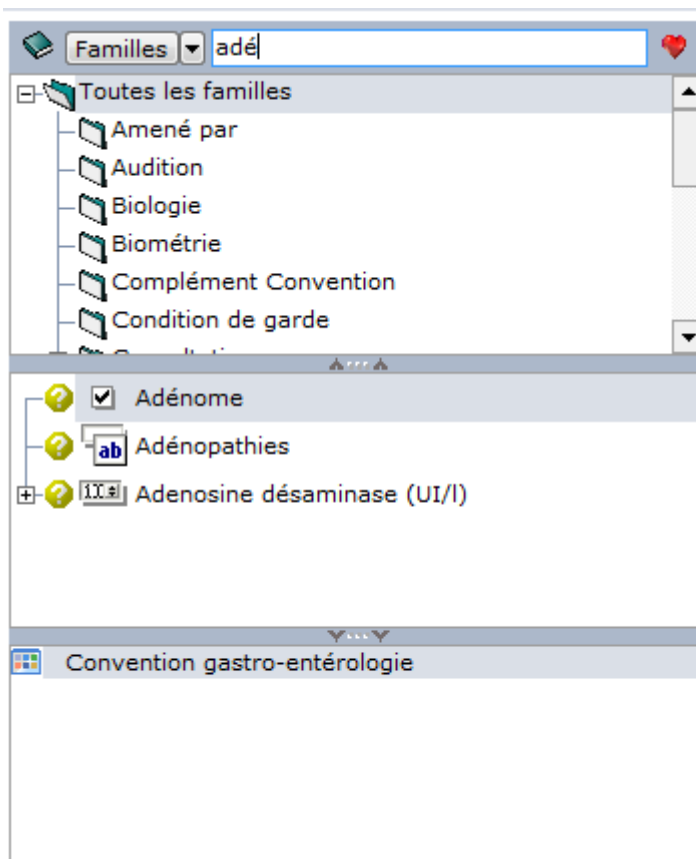 Familles adé
Toutes les familles
Amené par
Audition
Biologie
Biométrie
Complément Convention
Condition de garde
Adénome
ab Adénopathies
Adenosine désaminase (UI/l)
Convention gastro-entérologie